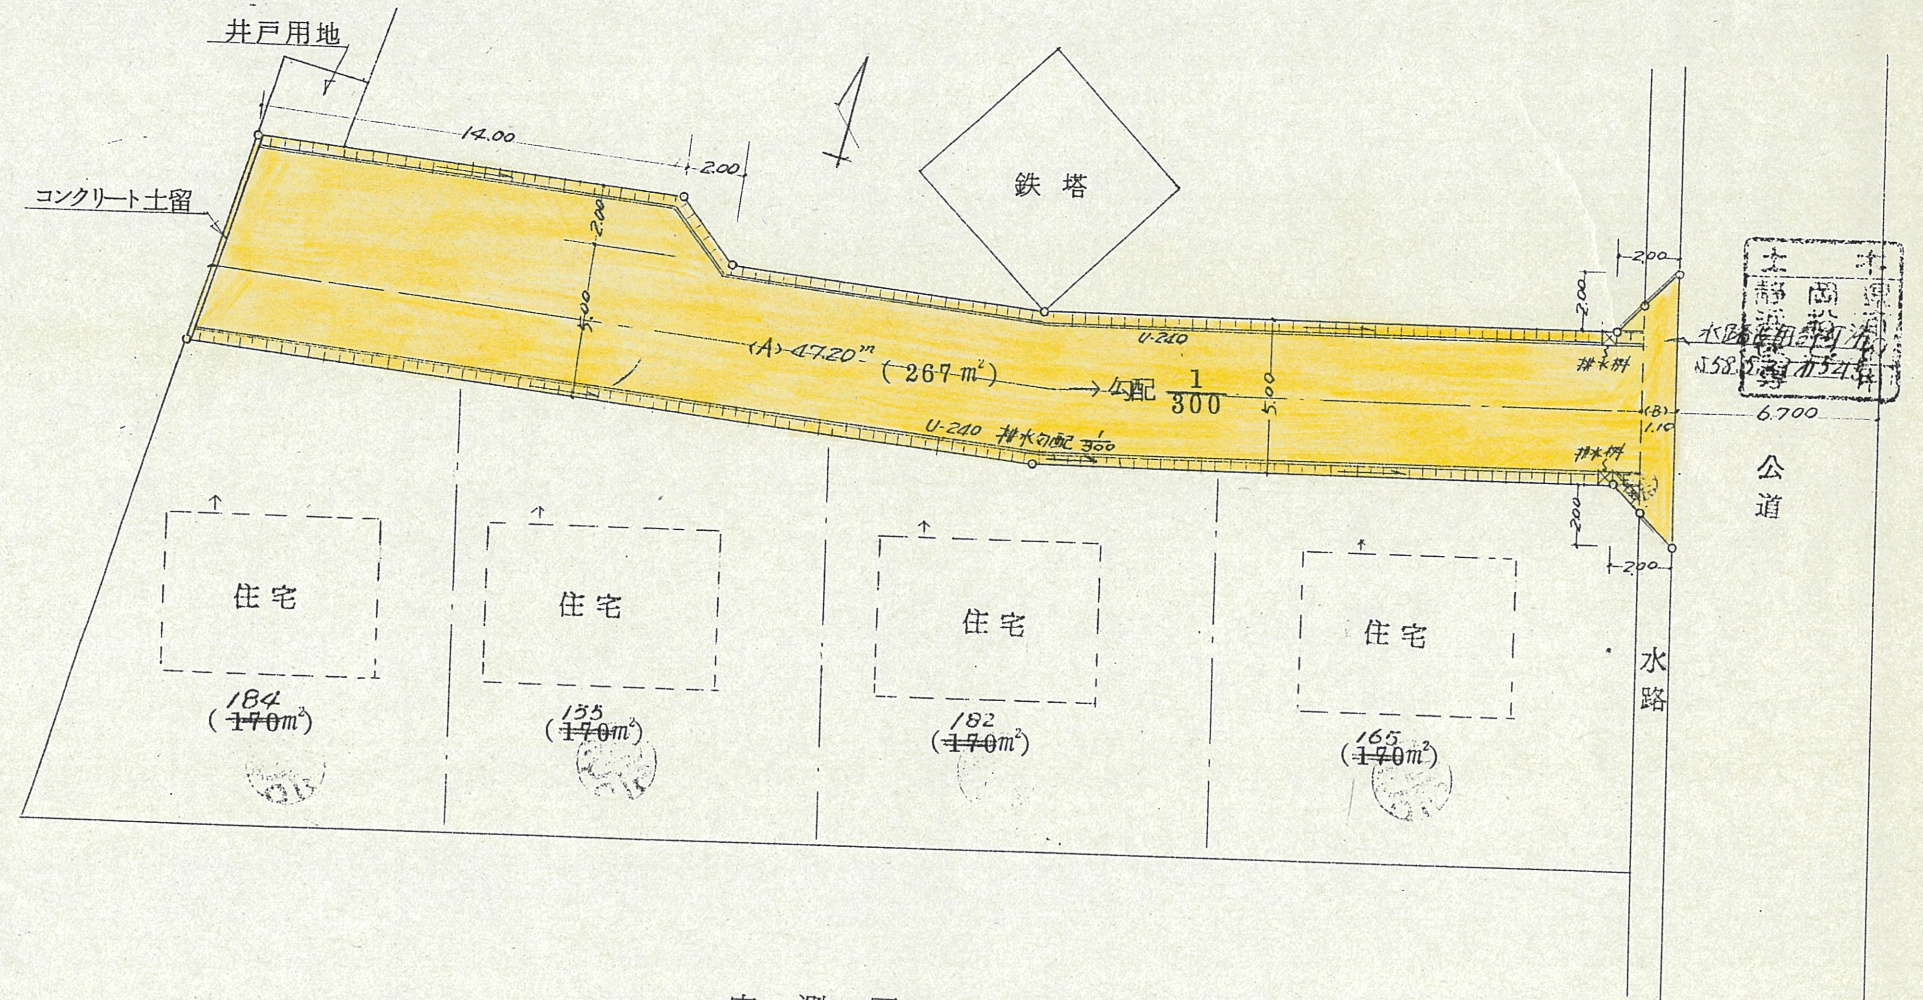 井戸用地
14.00
2.00
コンクリート土留
鉄塔
2.00
5.00
(A) 47.20m
(267m²)
→勾配 1/300
U-240
5.00
2.00
2.00
排水桝
(B)
1.10
6.700
U-240 排水勾配 1/300
排水桝
2.00
2.00
公道
水路
住宅
184
(170m²)
住宅
155
(170m²)
住宅
182
(170m²)
住宅
165
(170m²)